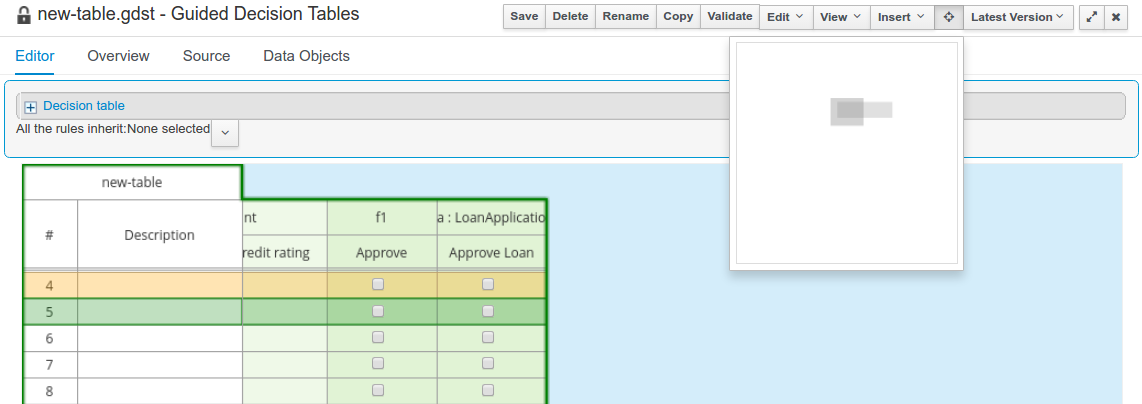 new-table.gdst - Guided Decision Tables
Save Delete Rename Copy Validate Edit View Insert Latest Version
Editor Overview Source Data Objects
Decision table
All the rules inherit:None selected
new-table
# Description
nt f1 a : LoanApplicatio
redit rating Approve Approve Loan
4
5
6
7
8